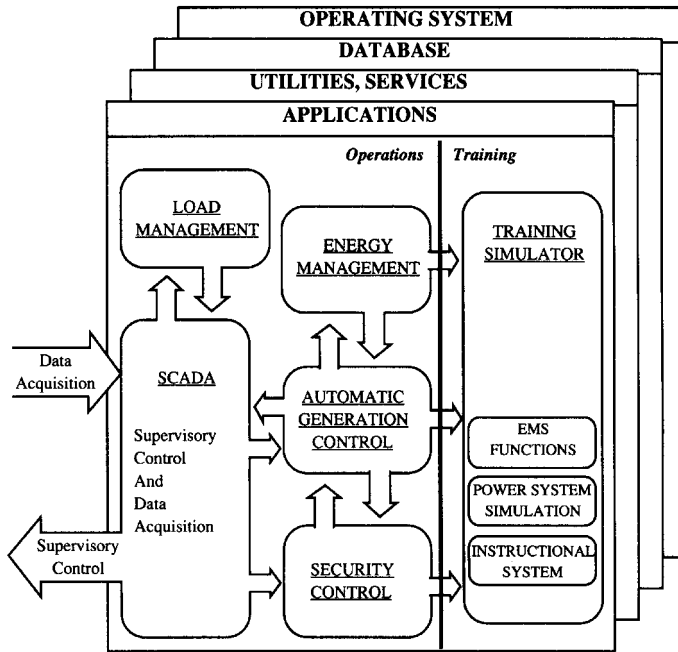 OPERATING SYSTEM
DATABASE
UTILITIES, SERVICES
APPLICATIONS
Operations
Training
LOAD
MANAGEMENT
ENERGY
MANAGEMENT
TRAINING
SIMULATOR
Data
Acquisition
SCADA
Supervisory
Control
And
Data
Acquisition
AUTOMATIC
GENERATION
CONTROL
EMS
FUNCTIONS
POWER SYSTEM
SIMULATION
INSTRUCTIONAL
SYSTEM
Supervisory
Control
SECURITY
CONTROL